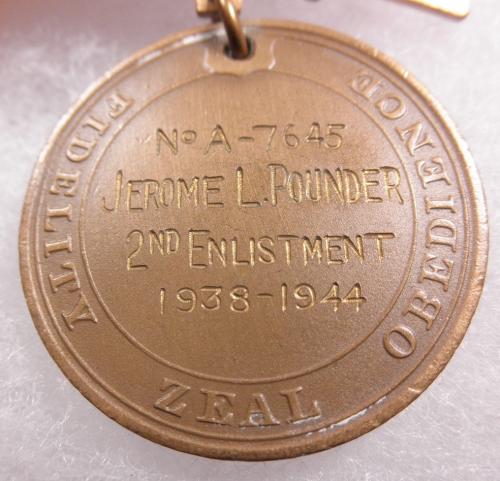 No A-7645
JEROME L. POUNDER
2ND ENLISTMENT
1938-1944
FIDELITY
ZEAL
OBEDIENCE